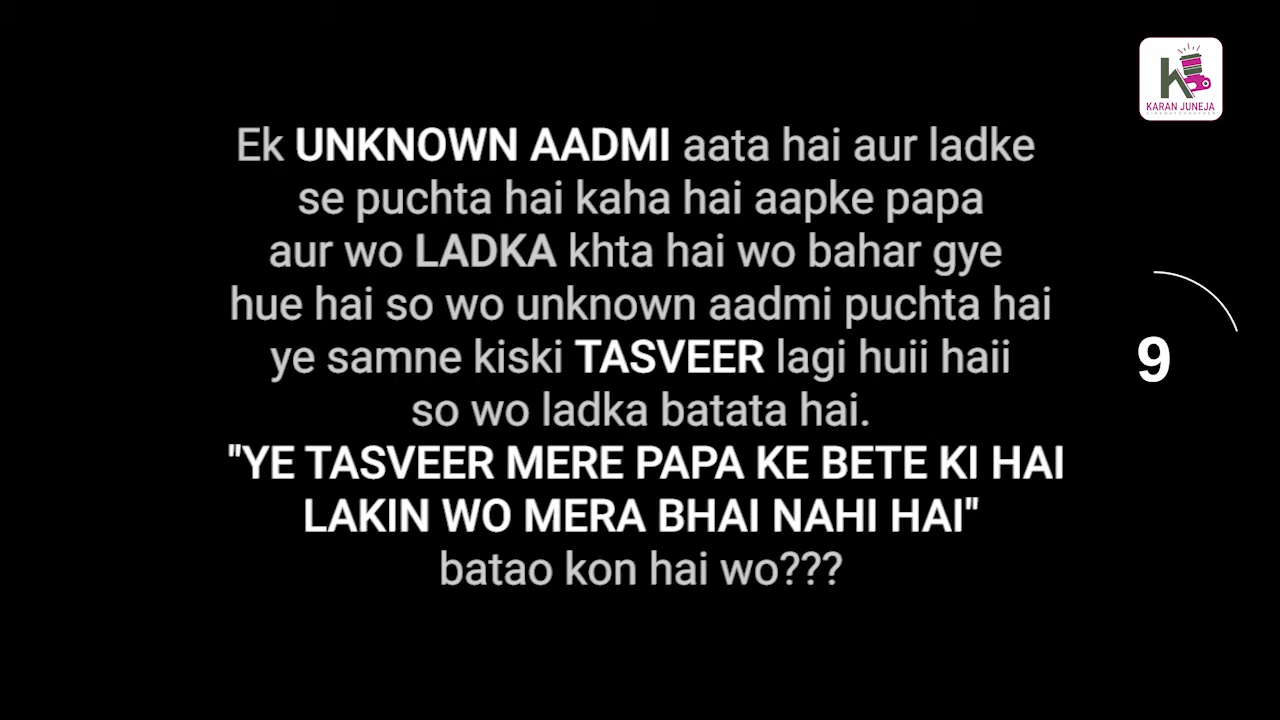 KARAN JUNEJA
Ek UNKNOWN AADMI aata hai aur ladke
se puchta hai kaha hai aapke papa
aur wo LADKA khta hai wo bahar gye
hue hai so wo unknown aadmi puchta hai
ye samne kiski TASVEER lagi huii haii
so wo ladka batata hai.
"YE TASVEER MERE PAPA KE BETE KI HAI
LAKIN WO MERA BHAI NAHI HAI"
batao kon hai wo???
9